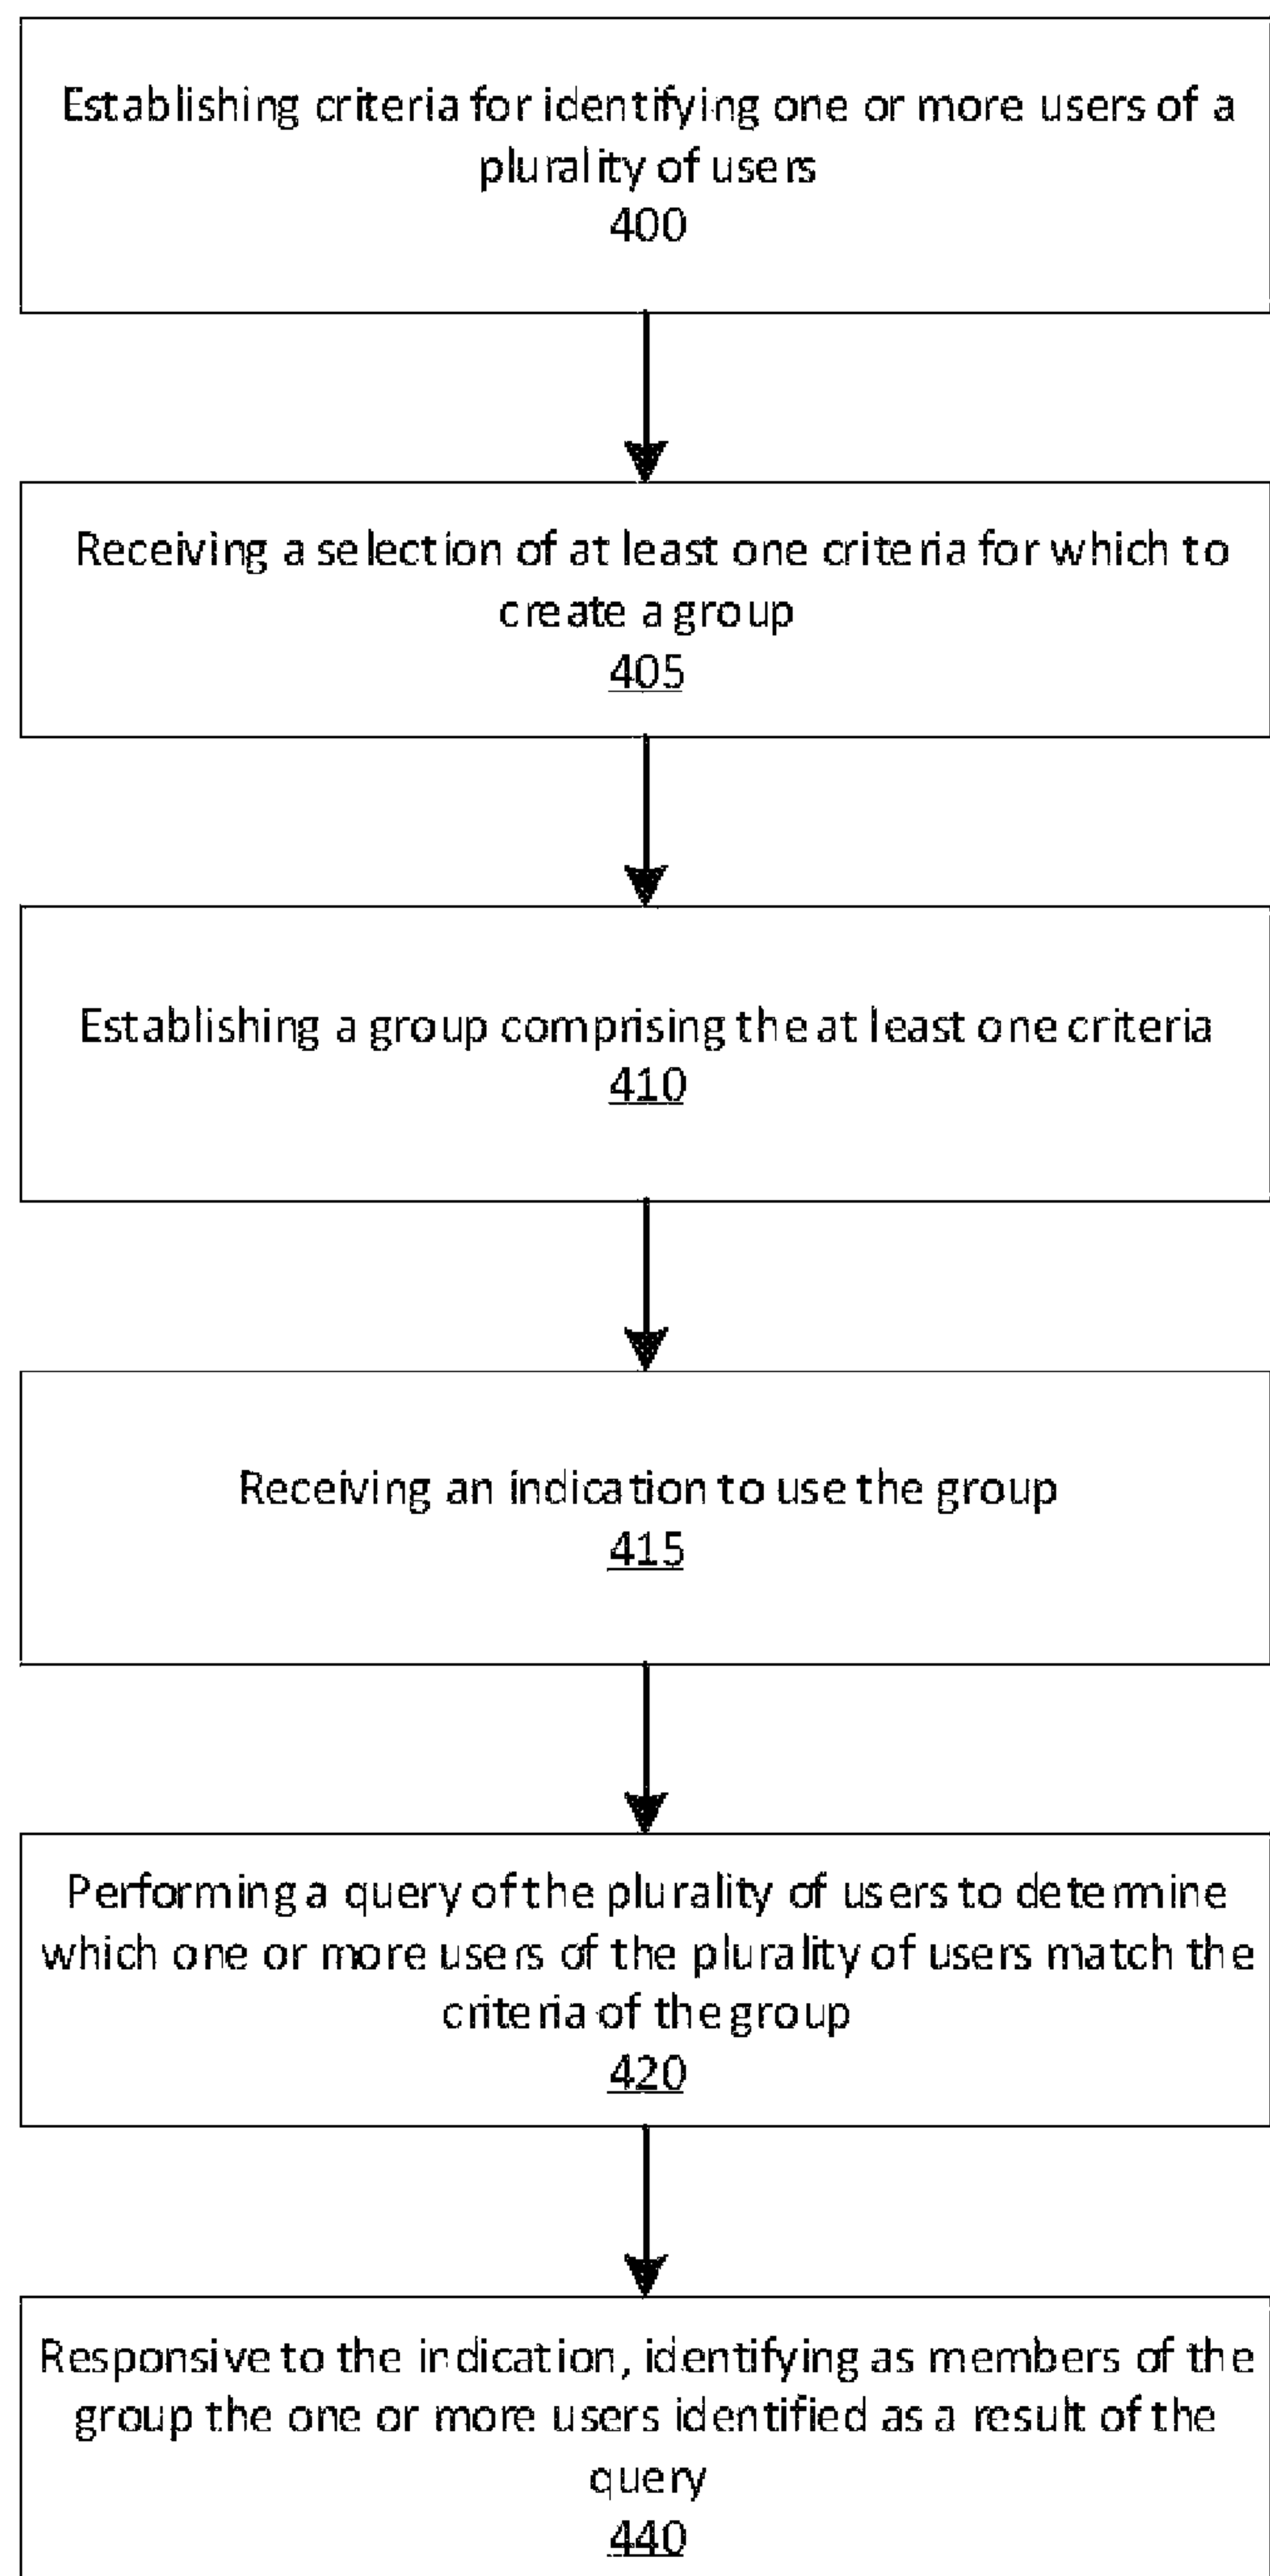 Establishing criteria for identifying one or more users of a
plurality of users
400
Receiving a selection of at least one criteria for which to
create a group
405
Establishing a group comprising the at least one criteria
410
Receiving an indication to use the group
415
Performing a query of the plurality of users to determine
which one or more users of the plurality of users match the
criteria of the group
420
Responsive to the indication, identifying as members of the
group the one or more users identified as a result of the
query
440